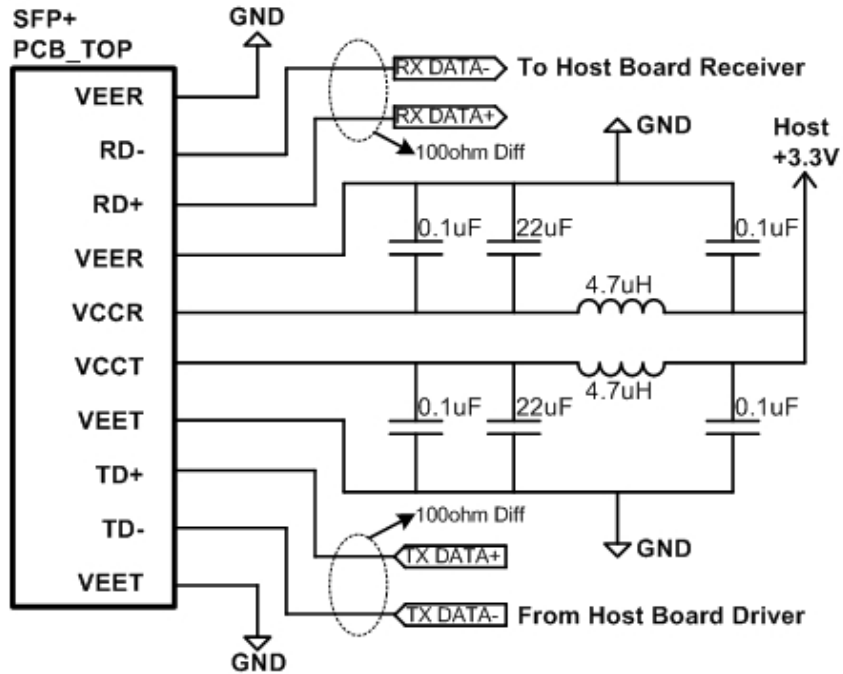 SFP+
PCB_TOP
GND
VEER
RD-
RD+
VEER
VCCR
VCCT
VEET
TD+
TD-
VEET
RX DATA-
To Host Board Receiver
RX DATA+
100ohm Diff
GND
Host
+3.3V
0.1uF
22uF
0.1uF
4.7uH
4.7uH
0.1uF
22uF
0.1uF
100ohm Diff
GND
TX DATA+
TX DATA-
From Host Board Driver
GND